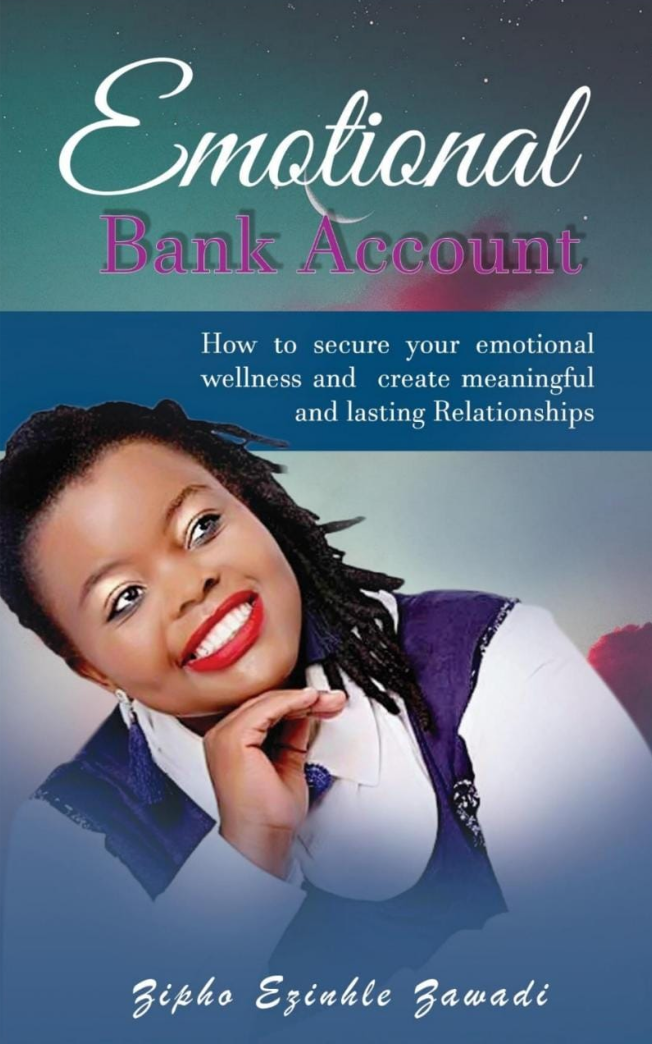 Emotional
Bank Account
How to secure your emotional
wellness and create meaningful
and lasting Relationships
Zipho Ezinhle Zawadi